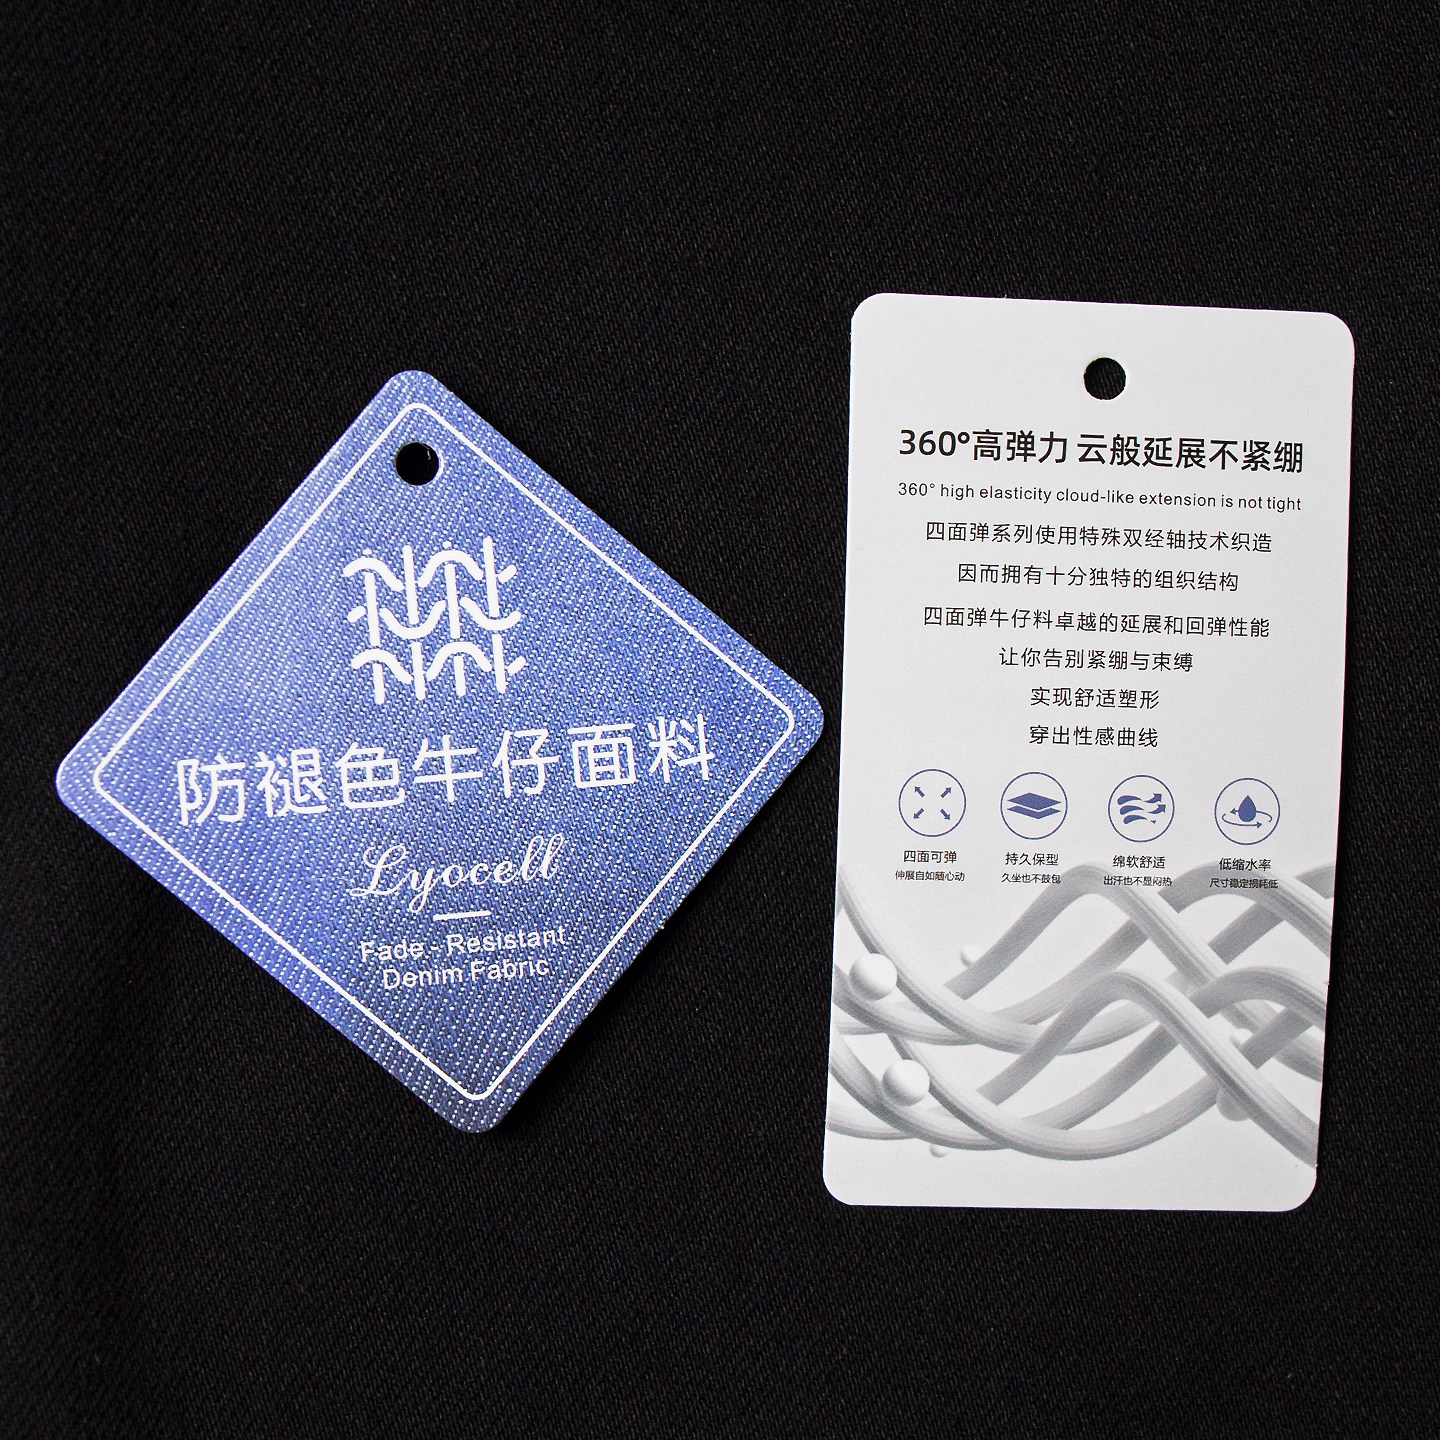 防褪色牛仔面料
Lyocell
Fade - Resistant
Denim Fabric
360°高弹力 云般延展不紧绷
360° high elasticity cloud-like extension is not tight
四面弹系列使用特殊双经轴技术织造
因而拥有十分独特的组织结构
四面弹牛仔料卓越的延展和回弹性能
让你告别紧绷与束缚
实现舒适塑形
穿出性感曲线
四面可弹
伸展自如随心动
持久保型
久坐也不鼓包
绵软舒适
出汗也不显闷热
低缩水率
尺寸稳定损耗低